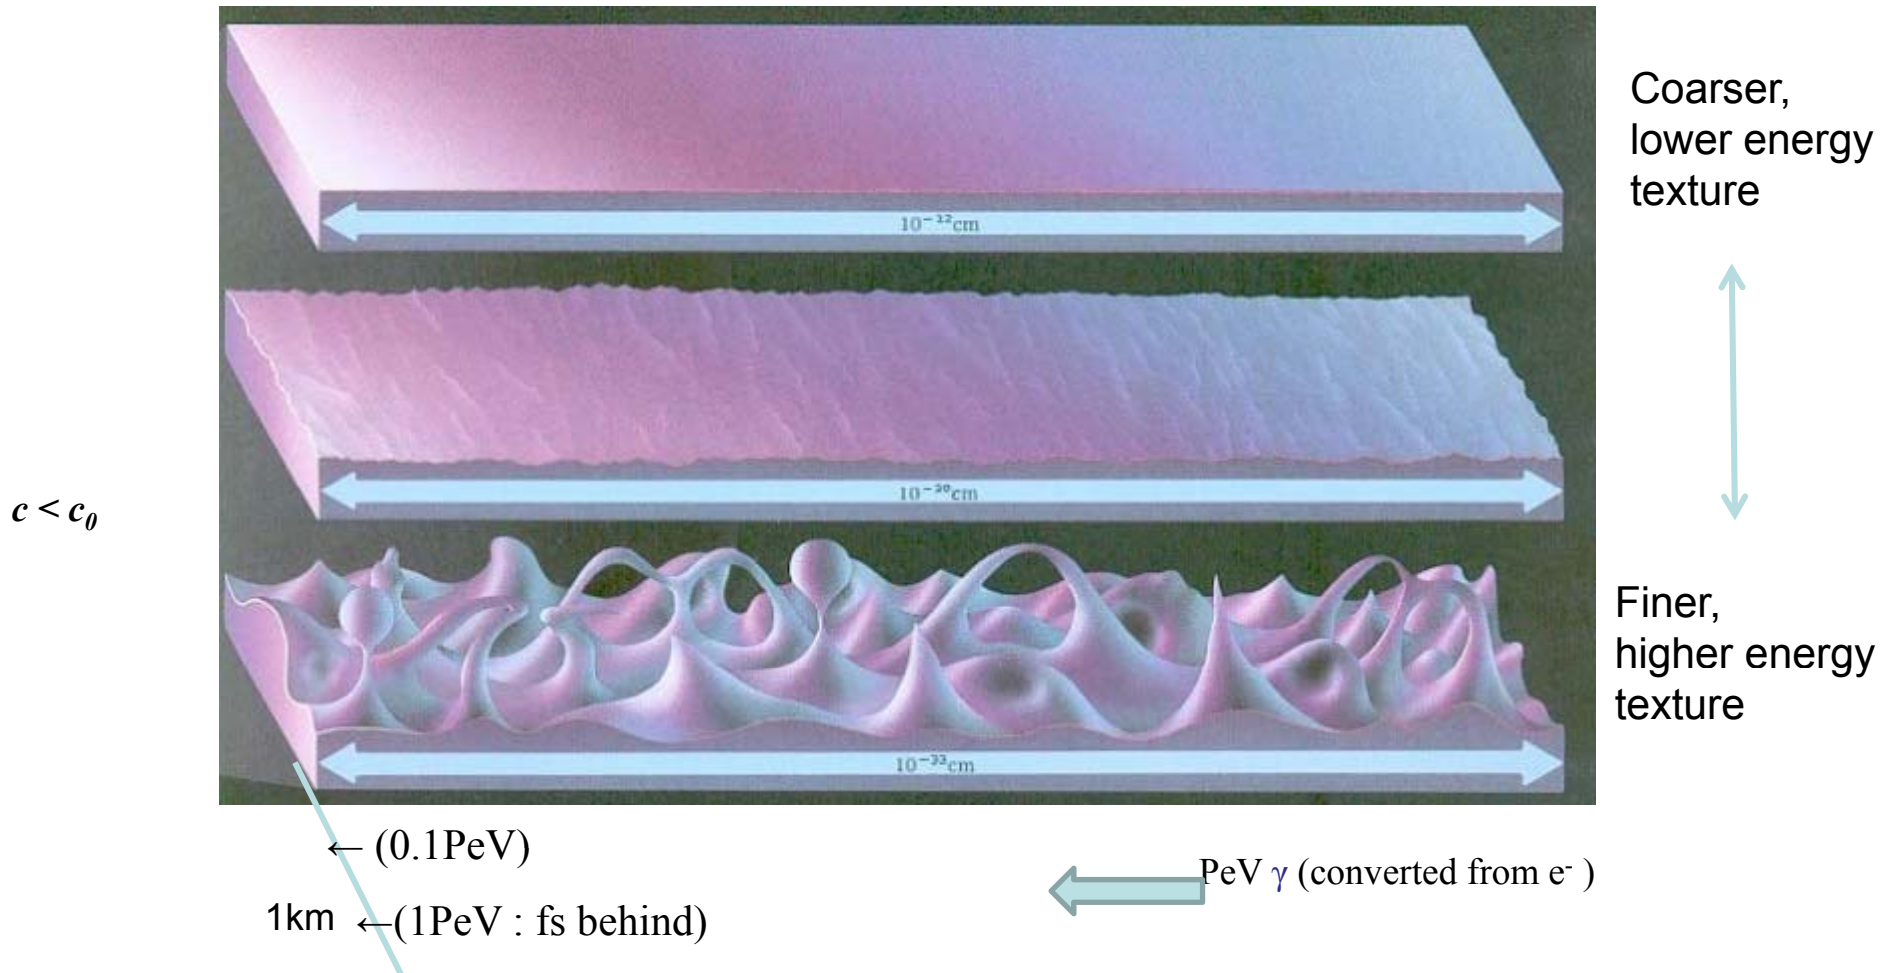 Coarser,
lower energy
texture
10⁻¹²cm
10⁻³⁰cm
c < c₀
Finer,
higher energy
texture
10⁻³³cm
← (0.1PeV)
PeV γ (converted from e⁻ )
1km ←(1PeV : fs behind)